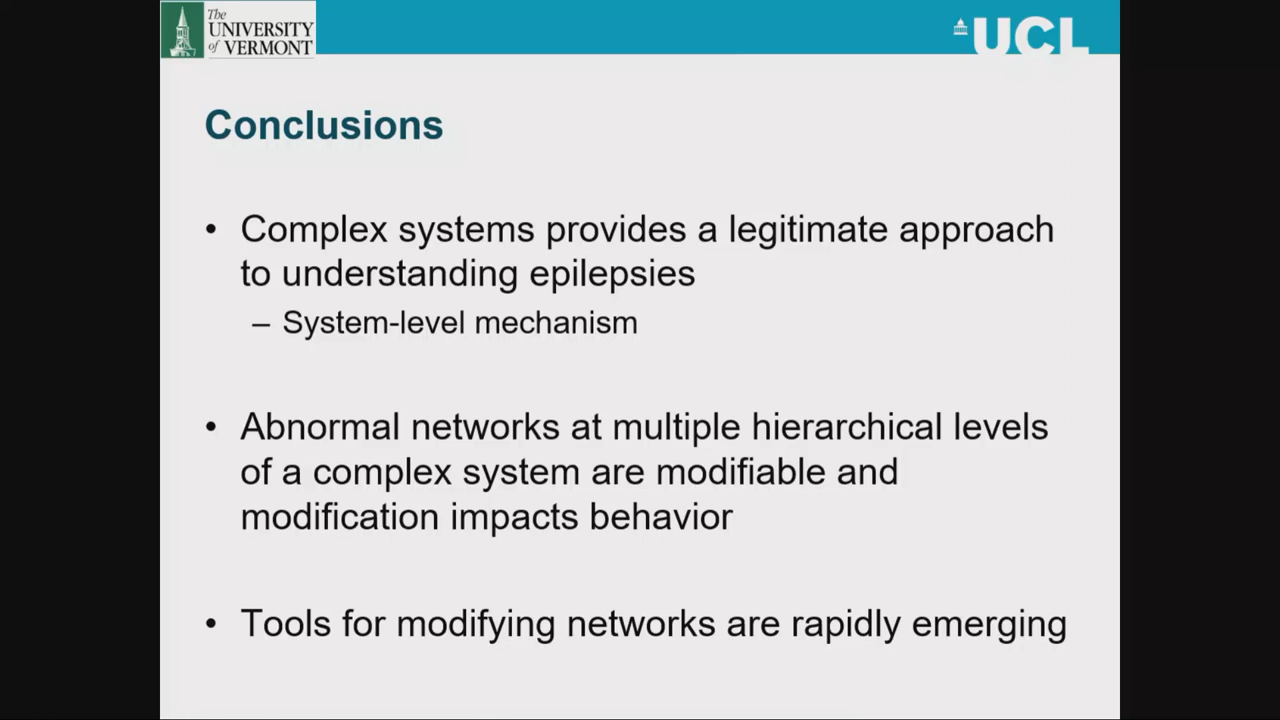 The
UNIVERSITY
of VERMONT
UCL
Conclusions
• Complex systems provides a legitimate approach
to understanding epilepsies
– System-level mechanism
• Abnormal networks at multiple hierarchical levels
of a complex system are modifiable and
modification impacts behavior
• Tools for modifying networks are rapidly emerging